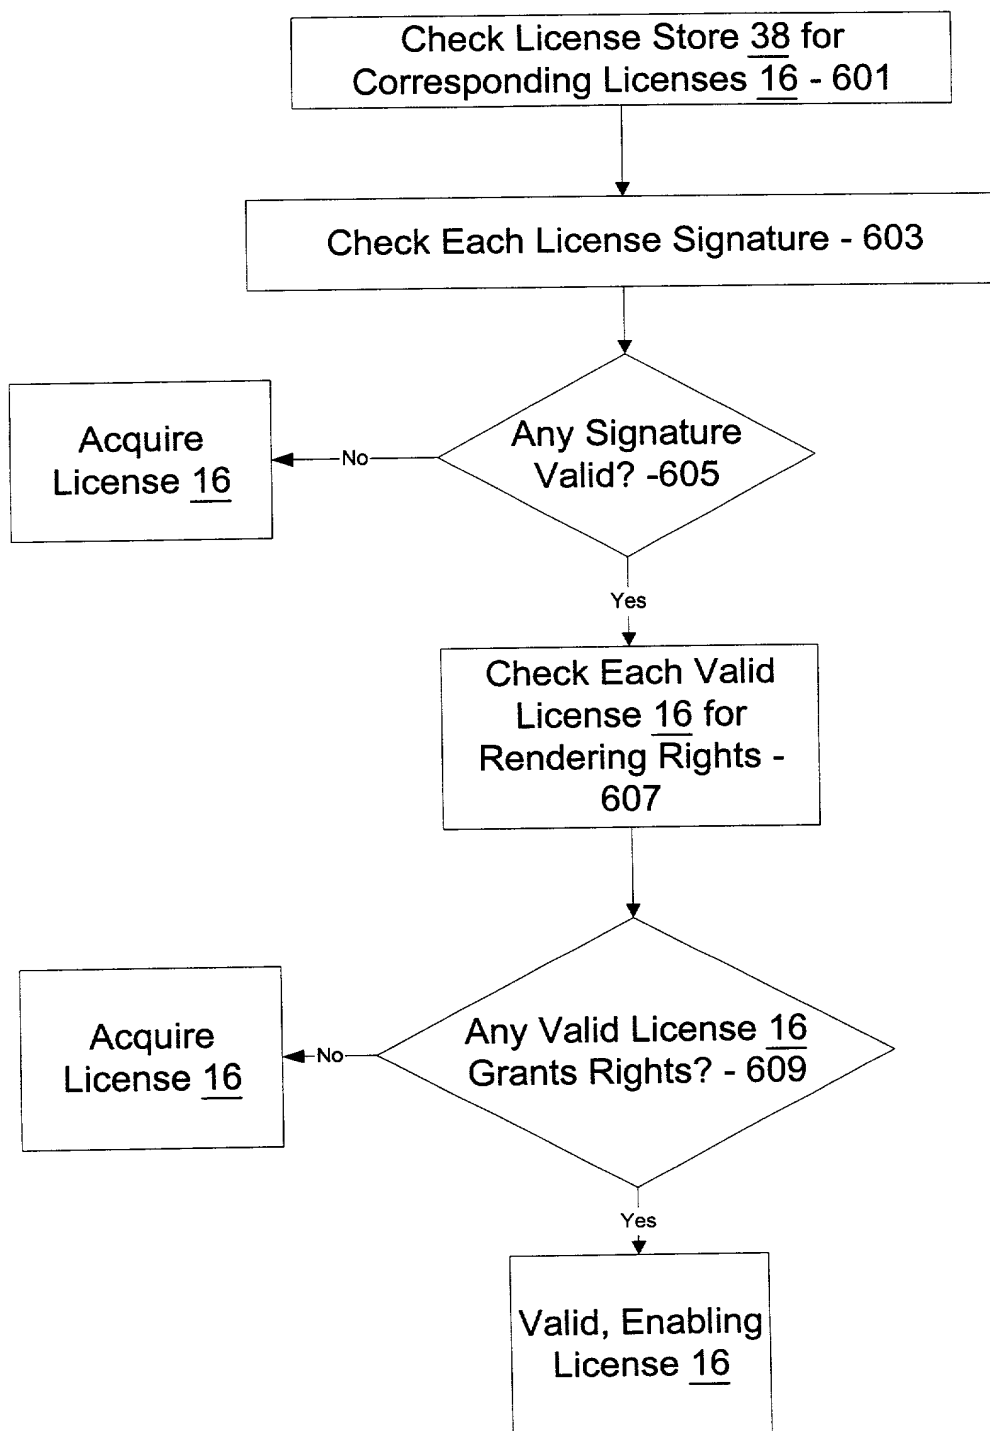 Check License Store 38 for
Corresponding Licenses 16 - 601
Check Each License Signature - 603
Any Signature
Valid? -605
No
Acquire
License 16
Yes
Check Each Valid
License 16 for
Rendering Rights -
607
Any Valid License 16
Grants Rights? - 609
No
Acquire
License 16
Yes
Valid, Enabling
License 16